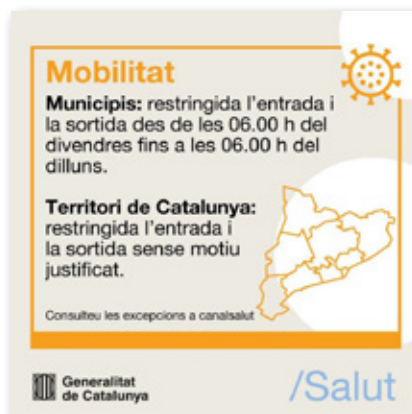 Mobilitat
Municipis: restringida l'entrada i
la sortida des de les 06.00 h del
divendres fins a les 06.00 h del
dilluns.
Territori de Catalunya:
restringida l'entrada i
la sortida sense motiu
justificat.
Consulteu les excepcions a canalsalut
Generalitat
de Catalunya
/Salut